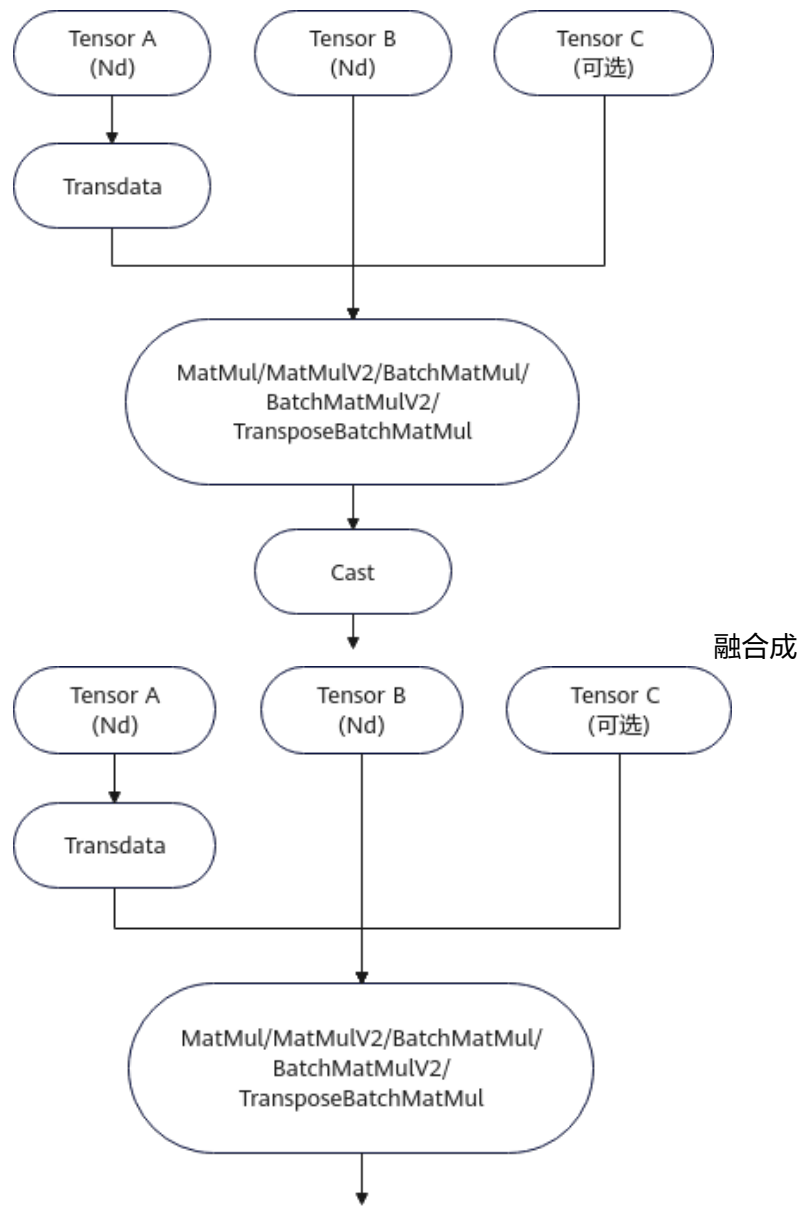 Tensor A
(Nd)
Tensor B
(Nd)
Tensor C
(可选)
Transdata
MatMul/MatMulV2/BatchMatMul/
BatchMatMulV2/
TransposeBatchMatMul
Cast
融合成
Tensor A
(Nd)
Tensor B
(Nd)
Tensor C
(可选)
Transdata
MatMul/MatMulV2/BatchMatMul/
BatchMatMulV2/
TransposeBatchMatMul